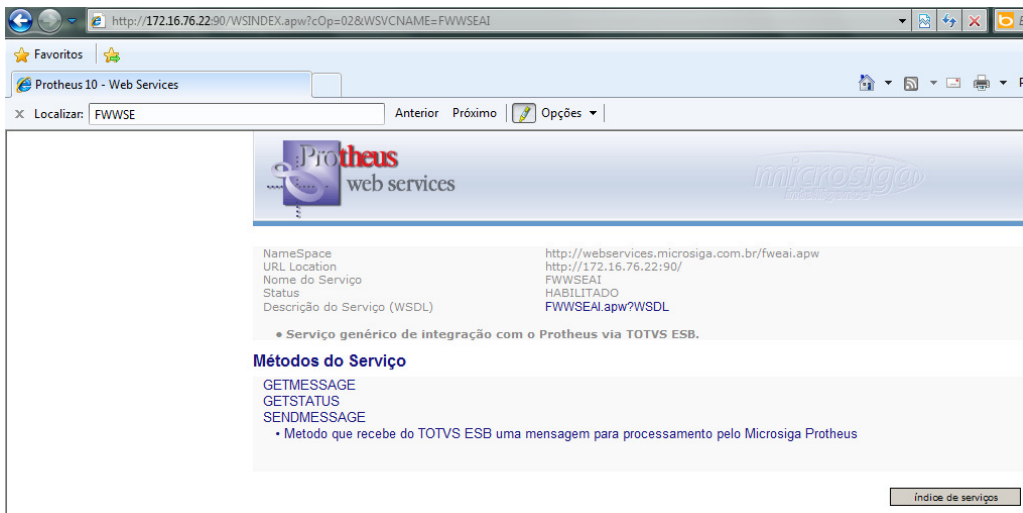 http://172.16.76.22:90/WSINDEX.apw?cOp=02&WSVCNAME=FWWSEAI
Favoritos
Protheus 10 - Web Services
x Localizar: FWWSE Anterior Próximo Opções
Protheus
web services
microsiga
NameSpace http://webservices.microsiga.com.br/fweai.apw
URL Location http://172.16.76.22:90/
Nome do Serviço FWWSEAI
Status HABILITADO
Descrição do Serviço (WSDL) FWWSEAI.apw?WSDL
• Serviço genérico de integração com o Protheus via TOTVS ESB.
Métodos do Serviço
GETMESSAGE
GETSTATUS
SENDMESSAGE
• Metodo que recebe do TOTVS ESB uma mensagem para processamento pelo Microsiga Protheus
índice de serviços